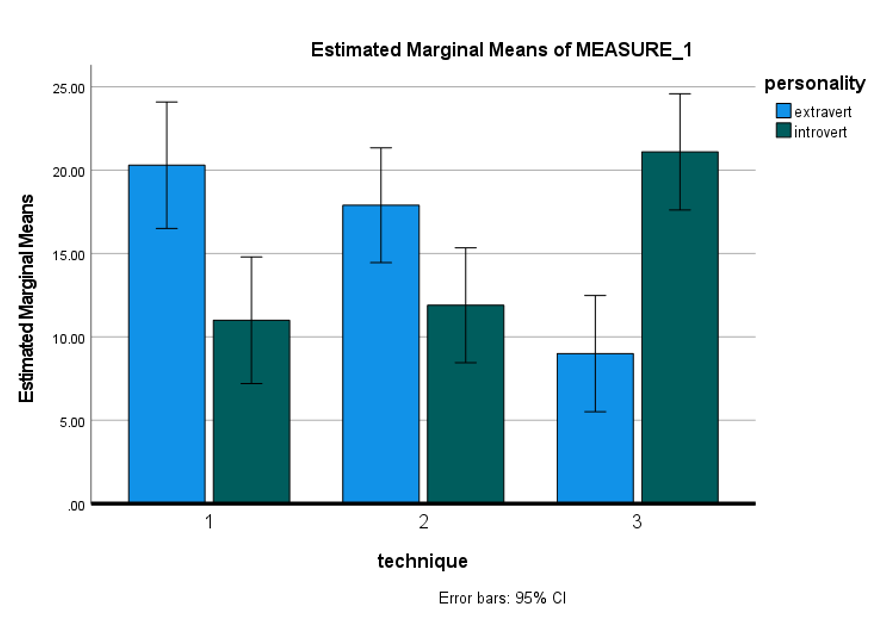 Estimated Marginal Means of MEASURE_1
personality
extravert
introvert
Estimated Marginal Means
25.00
20.00
15.00
10.00
5.00
.00
1 2 3
technique
Error bars: 95% CI